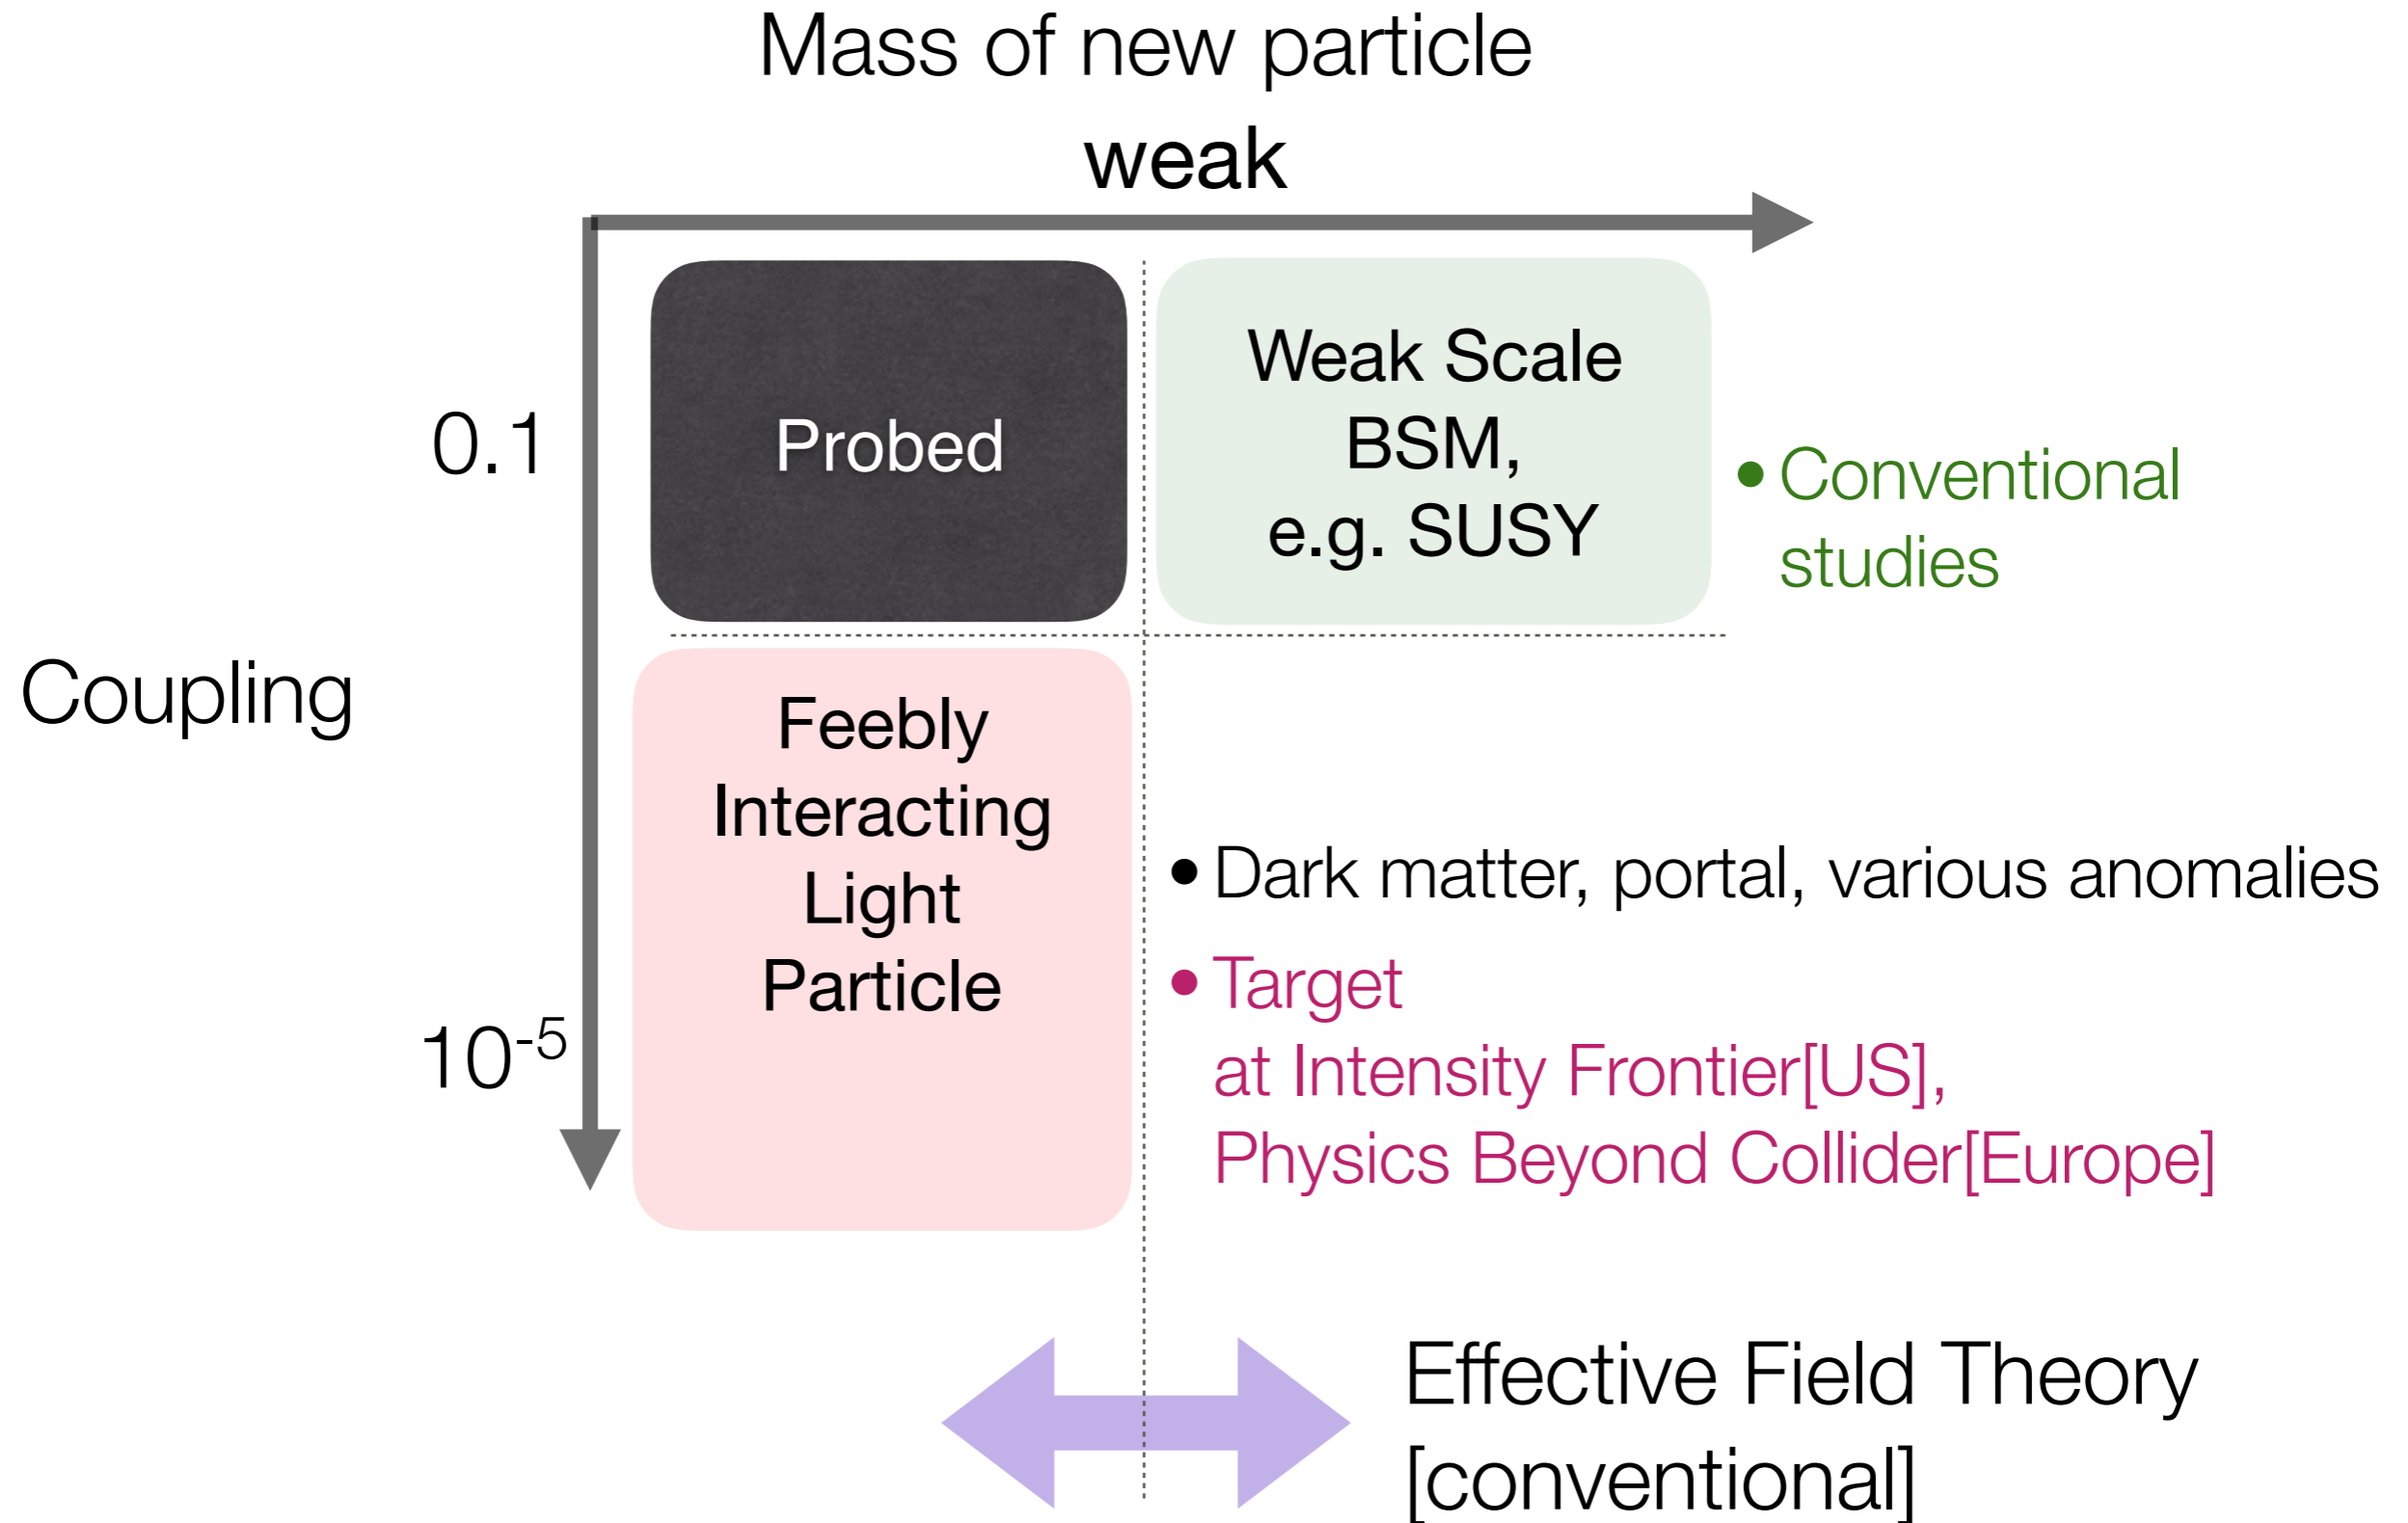 Mass of new particle
weak
Probed
Weak Scale
BSM,
e.g. SUSY
0.1
• Conventional
studies
Coupling
Feebly
Interacting
Light
Particle
10⁻⁵
• Dark matter, portal, various anomalies
• Target
at Intensity Frontier[US],
Physics Beyond Collider[Europe]
Effective Field Theory
[conventional]